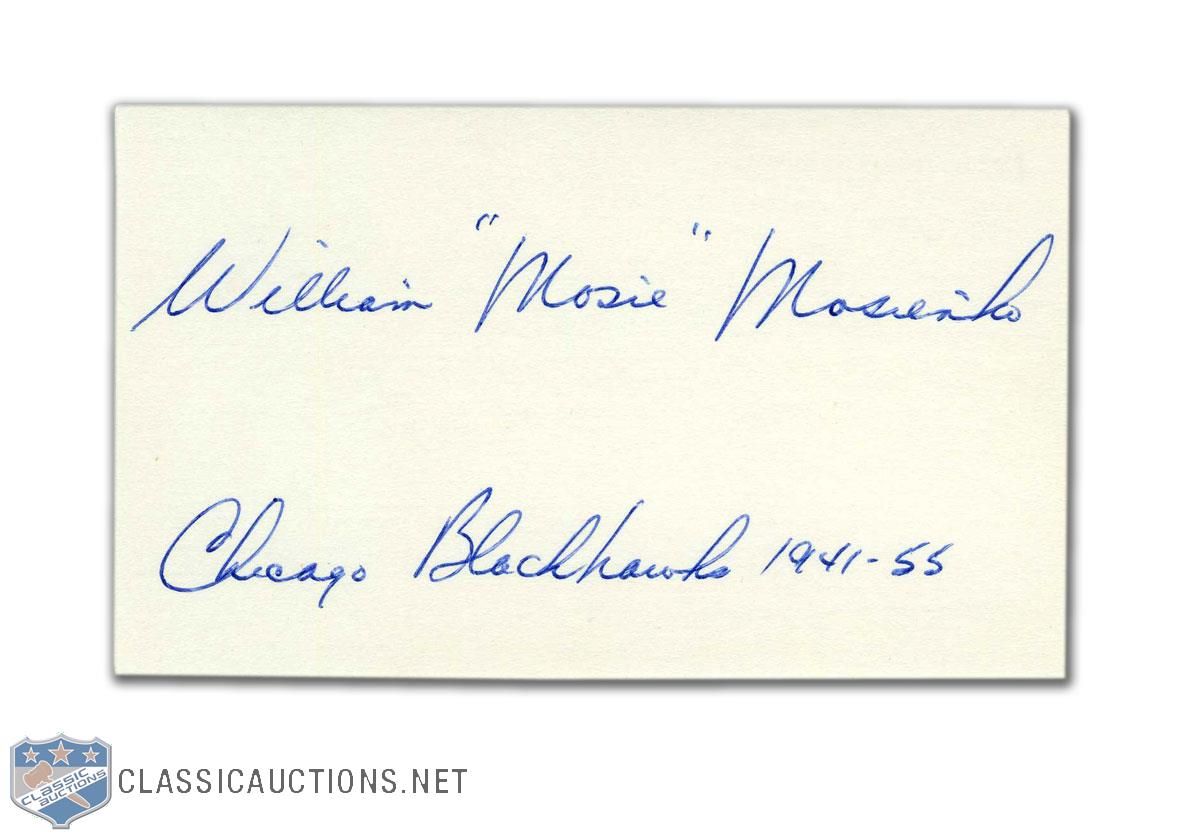 William "Mosie" Mosienko
Chicago Blackhawks 1941-55
CLASSIC
AUCTIONS
CLASSICAUCTIONS.NET